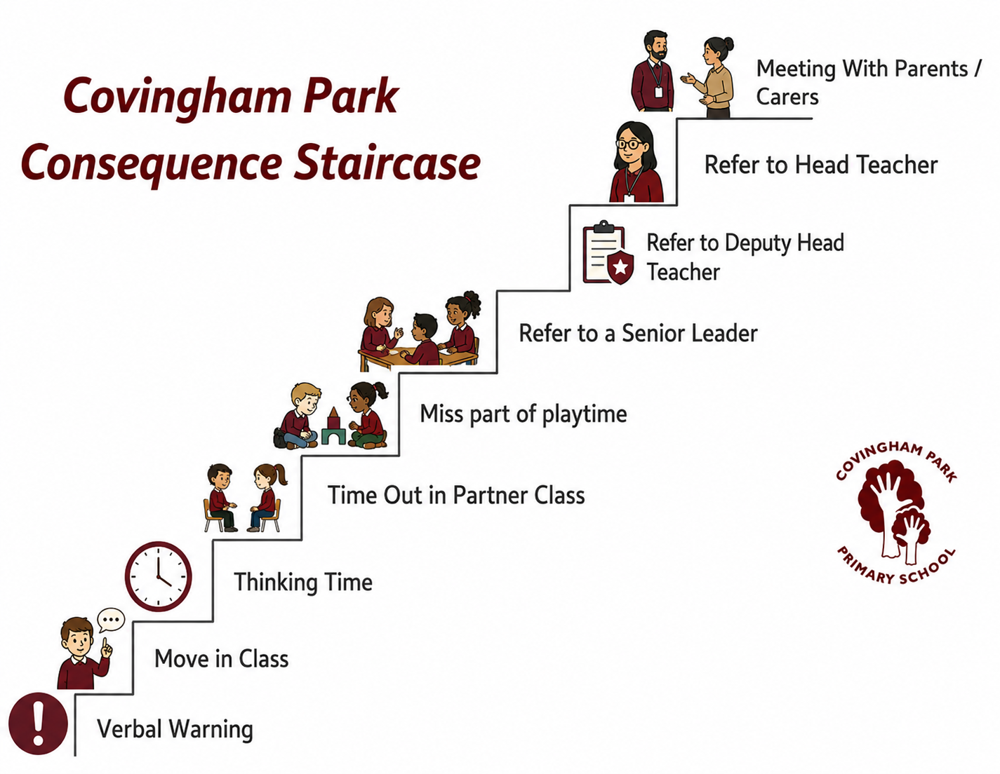 Covingham Park
Consequence Staircase
Meeting With Parents /
Carers
Refer to Head Teacher
Refer to Deputy Head
Teacher
Refer to a Senior Leader
Miss part of playtime
Time Out in Partner Class
Thinking Time
Move in Class
Verbal Warning
COVINGHAM PARK
PRIMARY SCHOOL